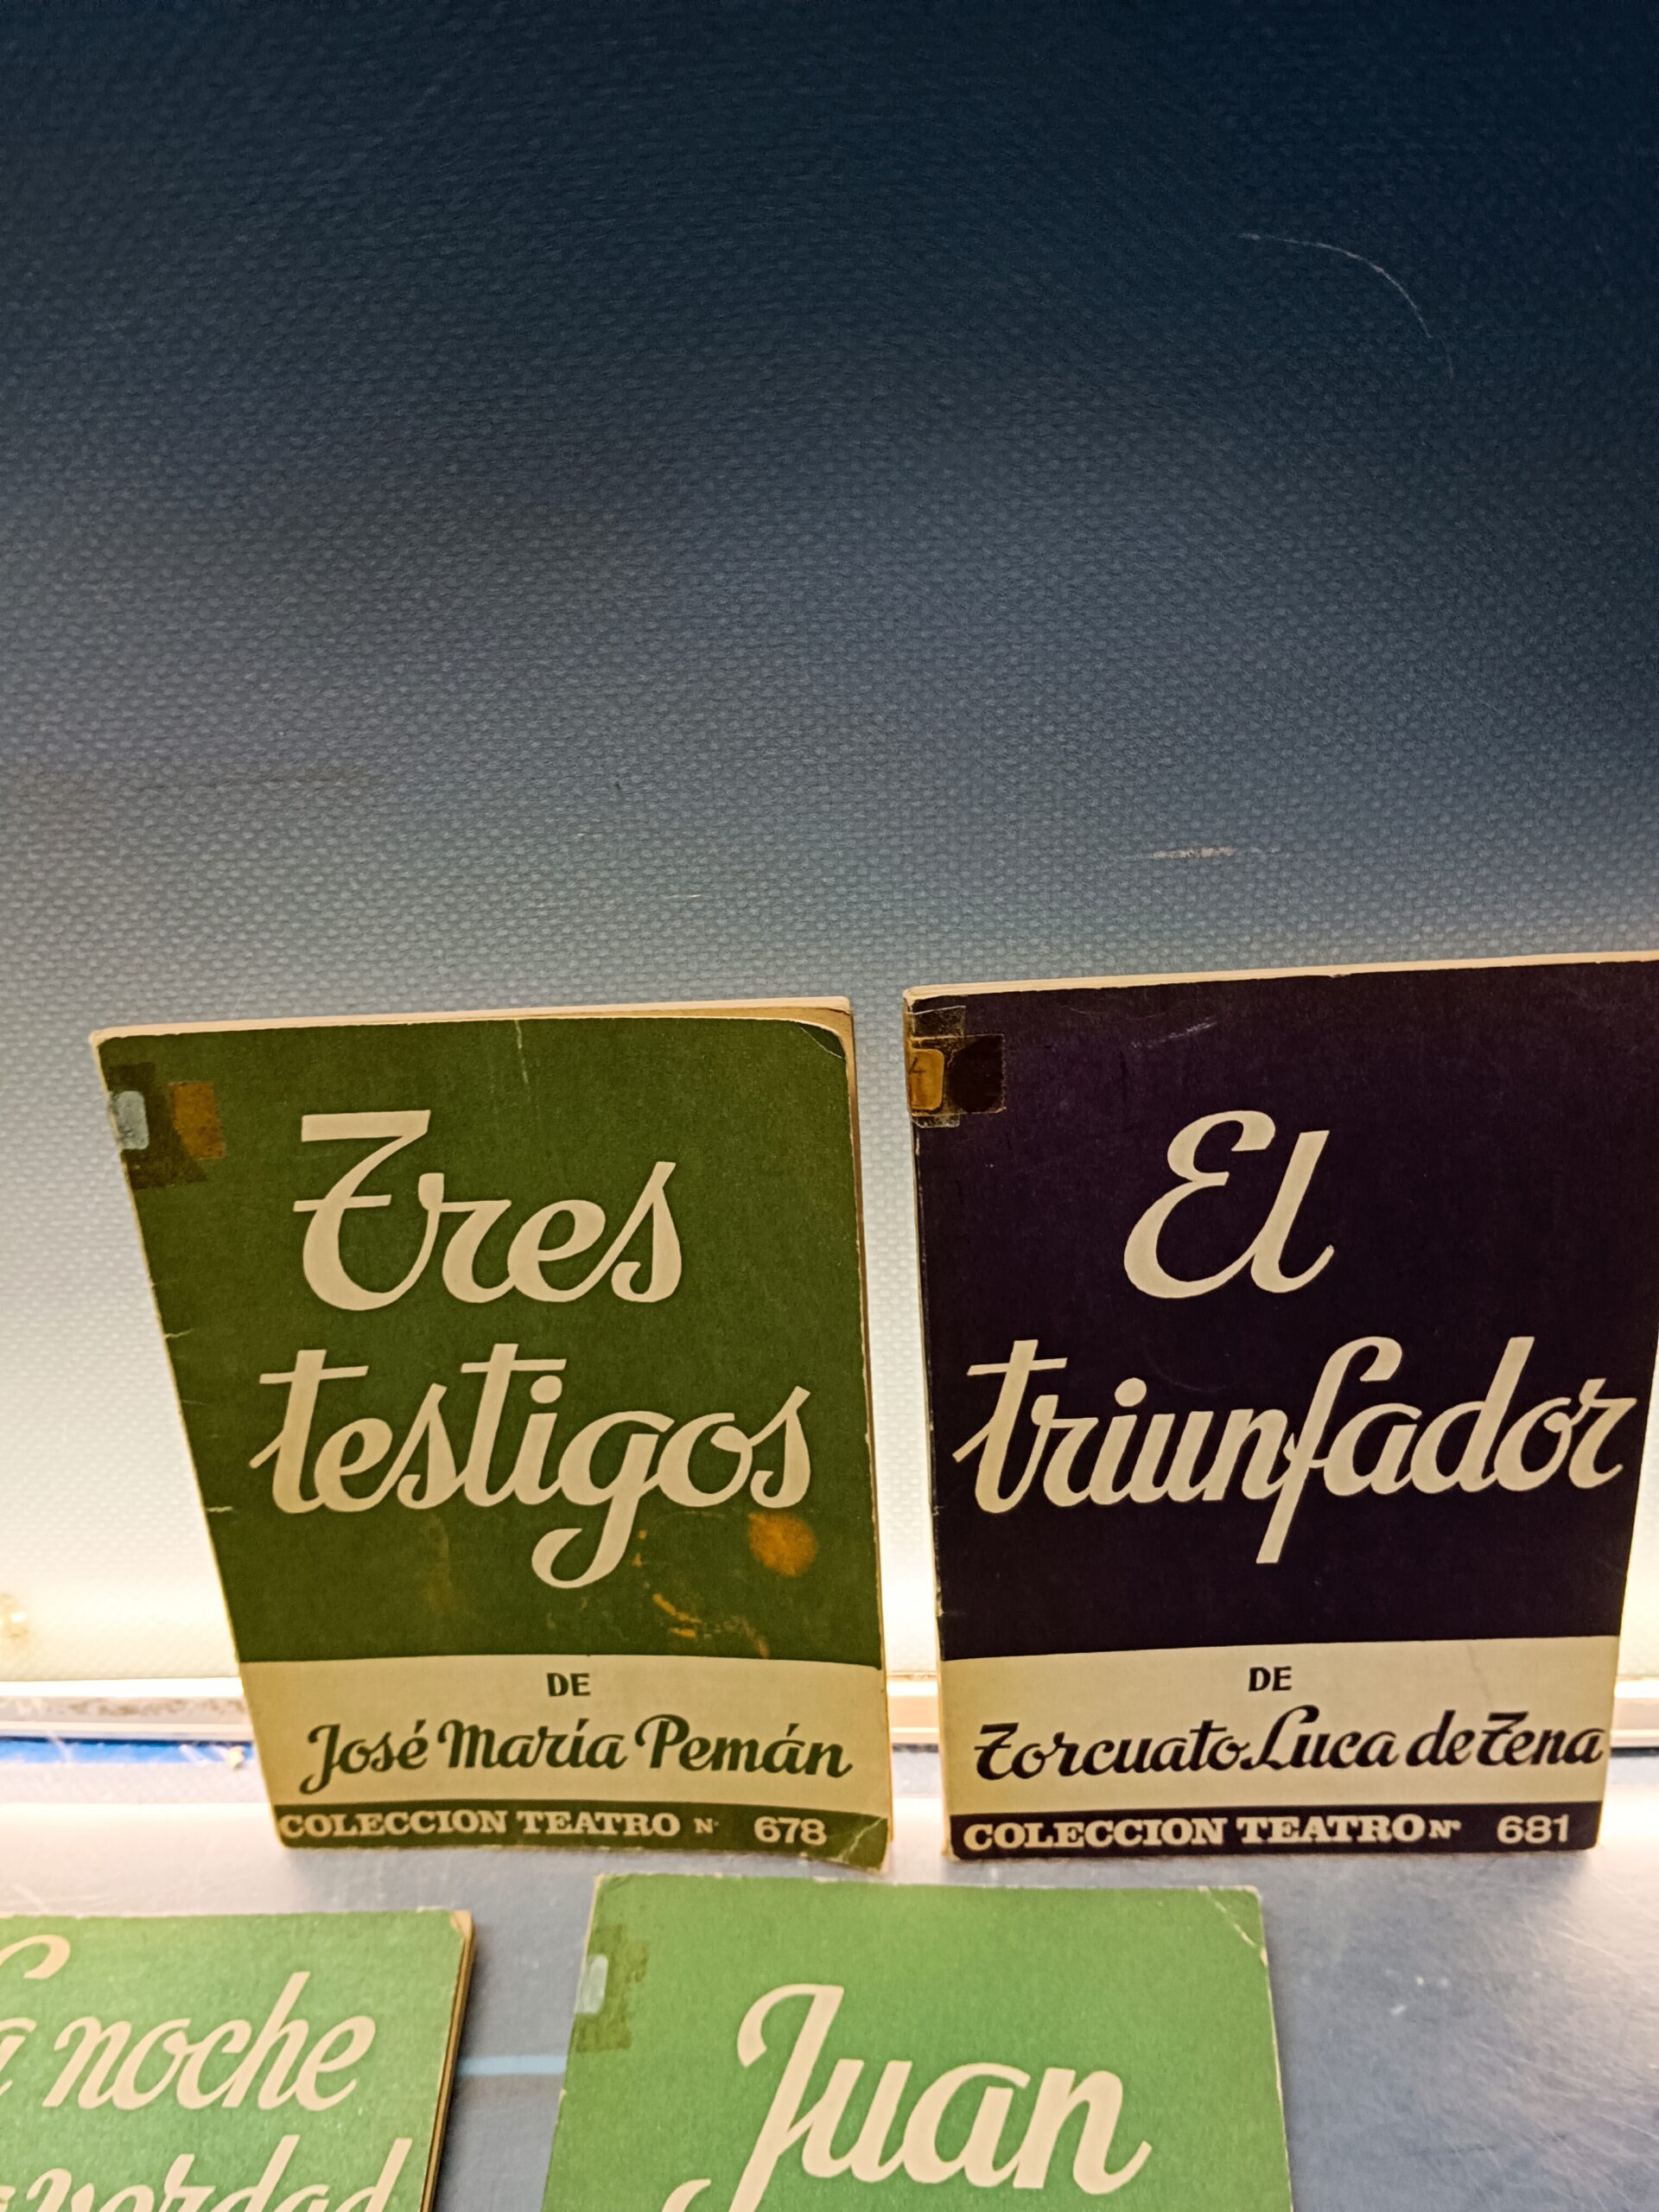 Tres
testigos
DE
José María Pemán
COLECCION TEATRO Nº 678
El
triunfador
DE
Torcuato Luca de Tena
COLECCION TEATRO Nº 681
noche
verdad
Juan